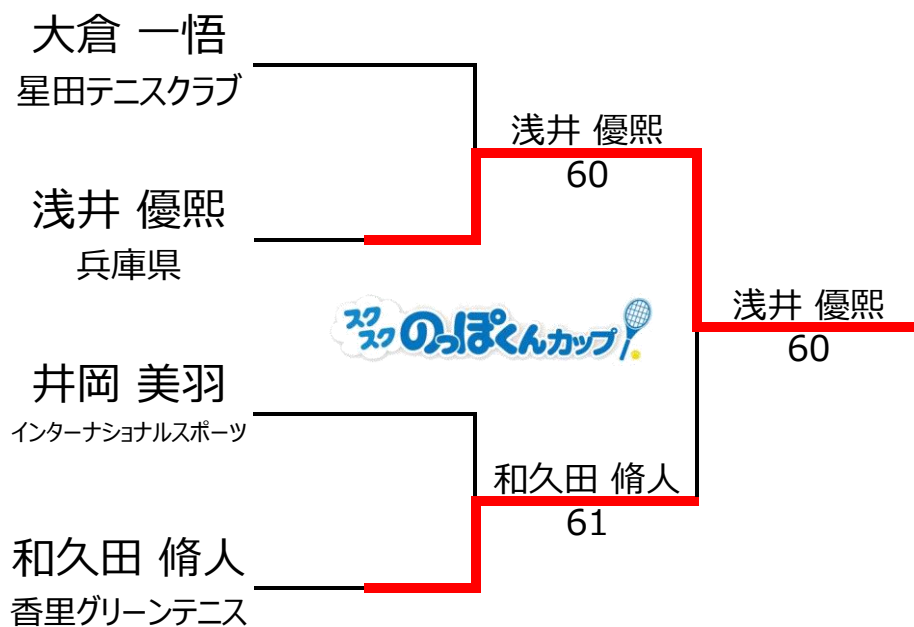 大倉 一悟
星田テニスクラブ
浅井 優熙
60
浅井 優熙
兵庫県
スクスクのっぽくんカップ
浅井 優熙
60
井岡 美羽
インターナショナルスポーツ
和久田 脩人
61
和久田 脩人
香里グリーンテニス